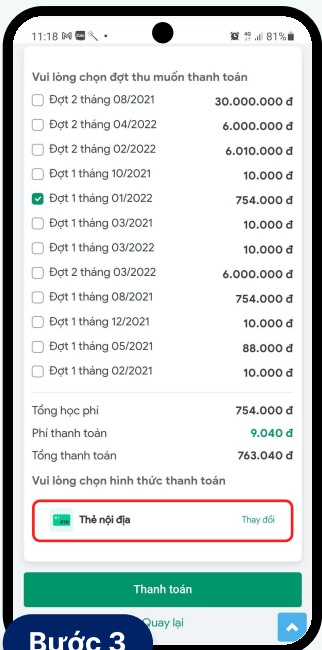 11:18
81%
Vui lòng chọn đợt thu muốn thanh toán
Đợt 2 tháng 08/2021 30.000.000 đ
Đợt 2 tháng 04/2022 6.000.000 đ
Đợt 2 tháng 02/2022 6.010.000 đ
Đợt 1 tháng 10/2021 10.000 đ
Đợt 1 tháng 01/2022 754.000 đ
Đợt 1 tháng 03/2021 10.000 đ
Đợt 1 tháng 03/2022 10.000 đ
Đợt 2 tháng 03/2022 6.000.000 đ
Đợt 1 tháng 08/2021 754.000 đ
Đợt 1 tháng 12/2021 10.000 đ
Đợt 1 tháng 05/2021 88.000 đ
Đợt 1 tháng 02/2021 10.000 đ
Tổng học phí 754.000 đ
Phí thanh toán 9.040 đ
Tổng thanh toán 763.040 đ
Vui lòng chọn hình thức thanh toán
ATM Thẻ nội địa Thay đổi
Thanh toán
Quay lại
Bước 3